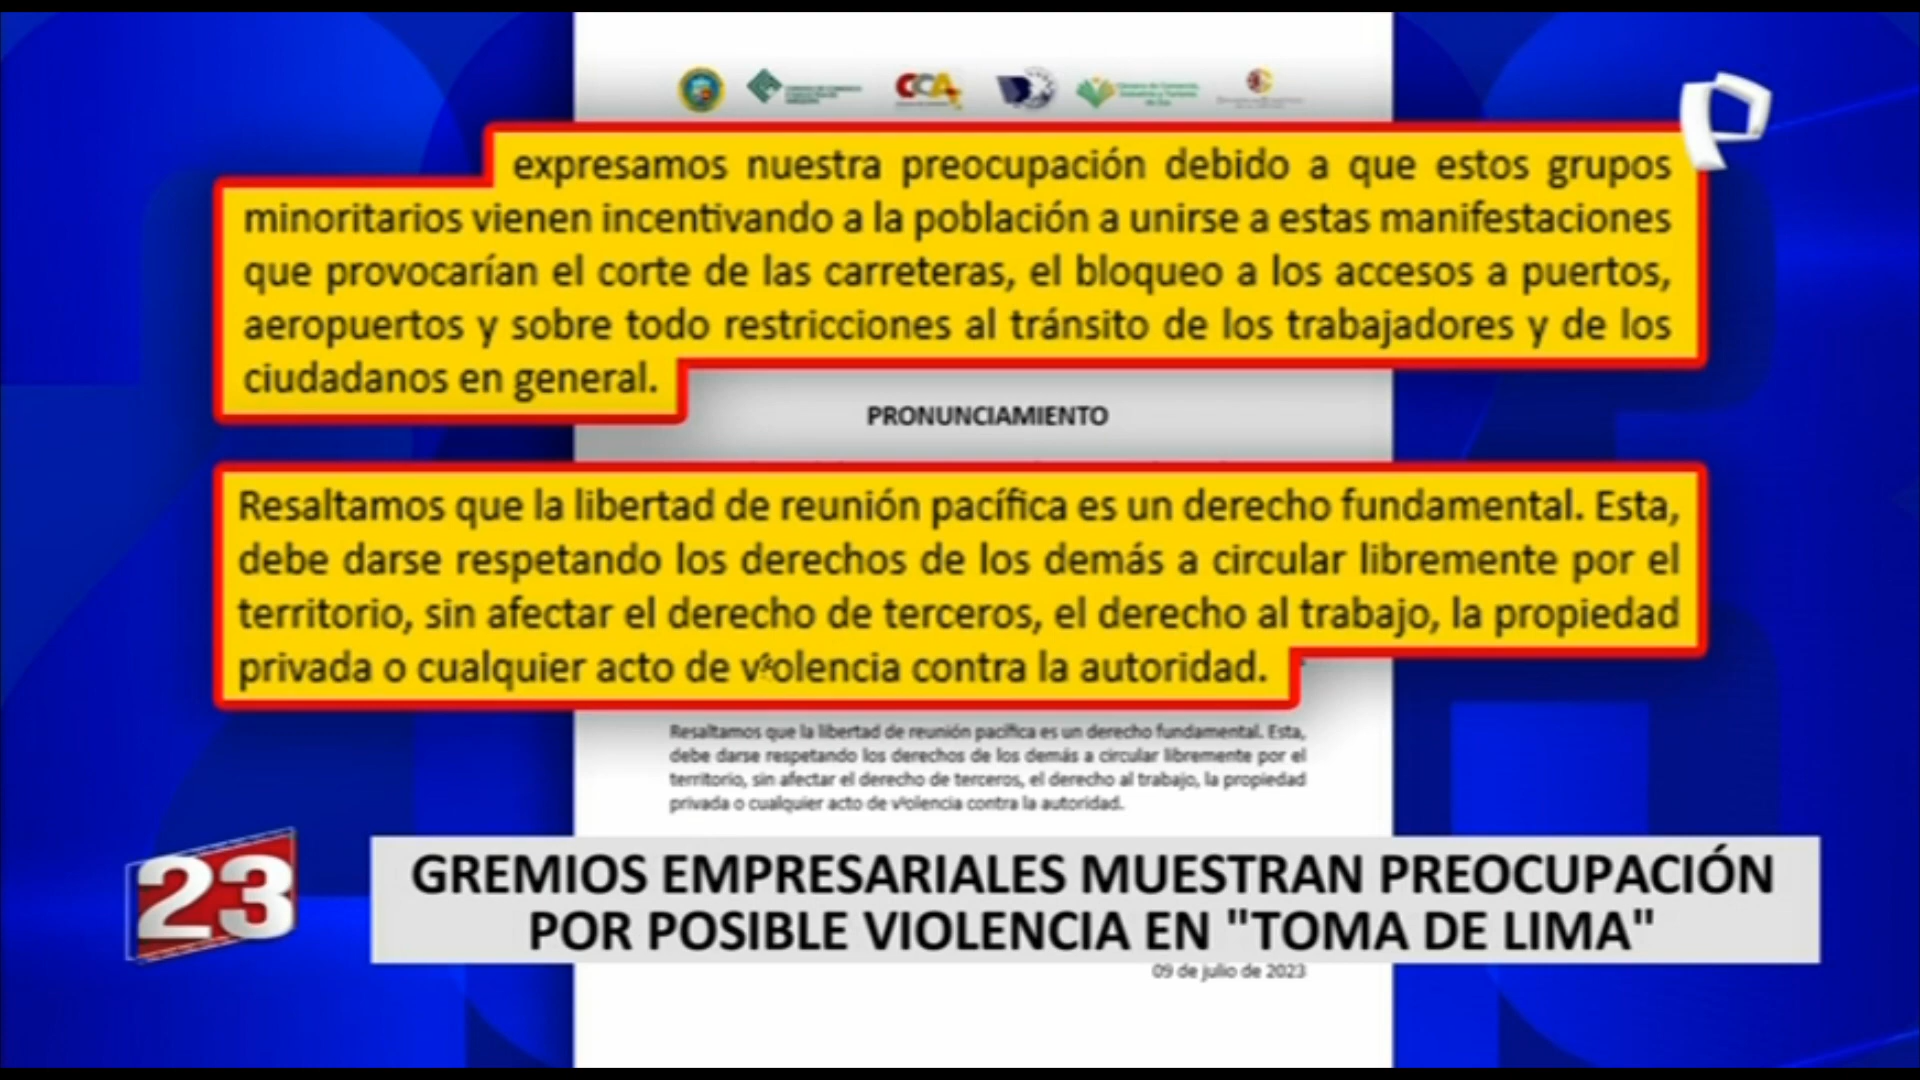 CCA
expresamos nuestra preocupación debido a que estos grupos
minoritarios vienen incentivando a la población a unirse a estas manifestaciones
que provocarían el corte de las carreteras, el bloqueo a los accesos a puertos,
aeropuertos y sobre todo restricciones al tránsito de los trabajadores y de los
ciudadanos en general.
PRONUNCIAMIENTO
Resaltamos que la libertad de reunión pacífica es un derecho fundamental. Esta,
debe darse respetando los derechos de los demás a circular libremente por el
territorio, sin afectar el derecho de terceros, el derecho al trabajo, la propiedad
privada o cualquier acto de violencia contra la autoridad.
Resaltamos que la libertad de reunión pacífica es un derecho fundamental. Esta,
debe darse respetando los derechos de los demás a circular libremente por el
territorio, sin afectar el derecho de terceros, el derecho al trabajo, la propiedad
privada o cualquier acto de violencia contra la autoridad.
23
GREMIOS EMPRESARIALES MUESTRAN PREOCUPACIÓN
POR POSIBLE VIOLENCIA EN "TOMA DE LIMA"
09 de julio de 2023